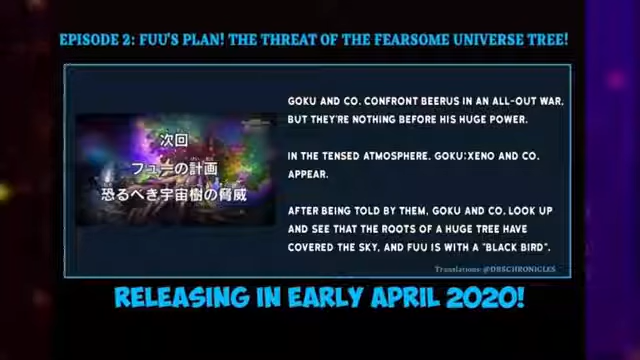 EPISODE 2: FUU'S PLAN! THE THREAT OF THE FEARSOME UNIVERSE TREE!
次回
フューの計画
恐るべき宇宙樹の脅威
GOKU AND CO. CONFRONT BEERUS IN AN ALL-OUT WAR,
BUT THEY'RE NOTHING BEFORE HIS HUGE POWER.
IN THE TENSED ATMOSPHERE, GOKU:XENO AND CO.
APPEAR.
AFTER BEING TOLD BY THEM, GOKU AND CO. LOOK UP
AND SEE THAT THE ROOTS OF A HUGE TREE HAVE
COVERED THE SKY, AND FUU IS WITH A "BLACK BIRD".
Translations: @DBSCHRONICLES
RELEASING IN EARLY APRIL 2020!